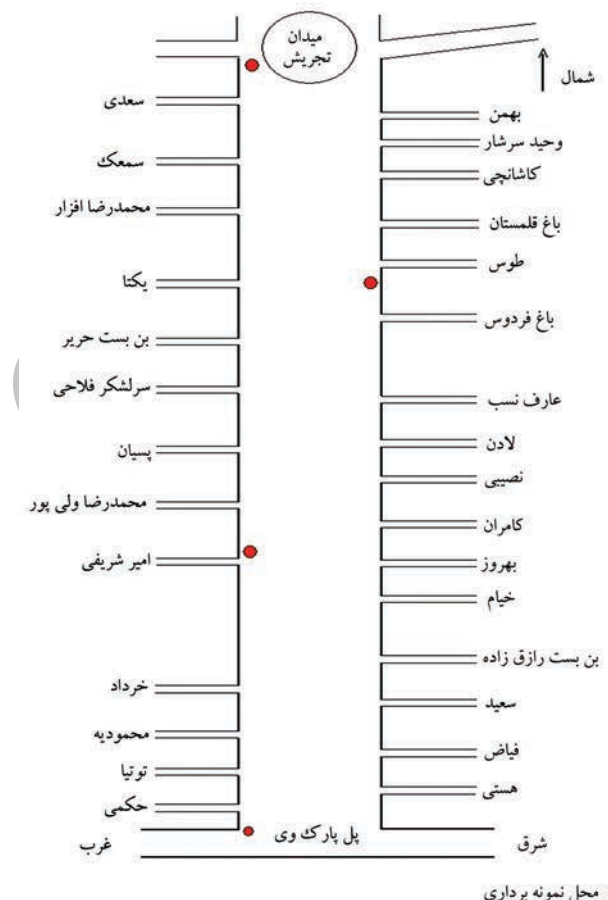 میدان
تجریش
شمال
سعدی
سمعک
محمدرضا افزار
یکتا
بن بست حریر
سرلشکر فلاحی
پسیان
محمدرضا ولی پور
امیر شریفی
خرداد
محمودیه
توتیا
حکمی
بهمن
وحید سرشار
کاشانچی
باغ قلمستان
طوس
باغ فردوس
عارف نسب
لادن
نصیبی
کامران
بهروز
خیام
بن بست رازق زاده
سعید
فیاض
هستی
شرق
پل پارک وی
غرب
محل نمونه برداری